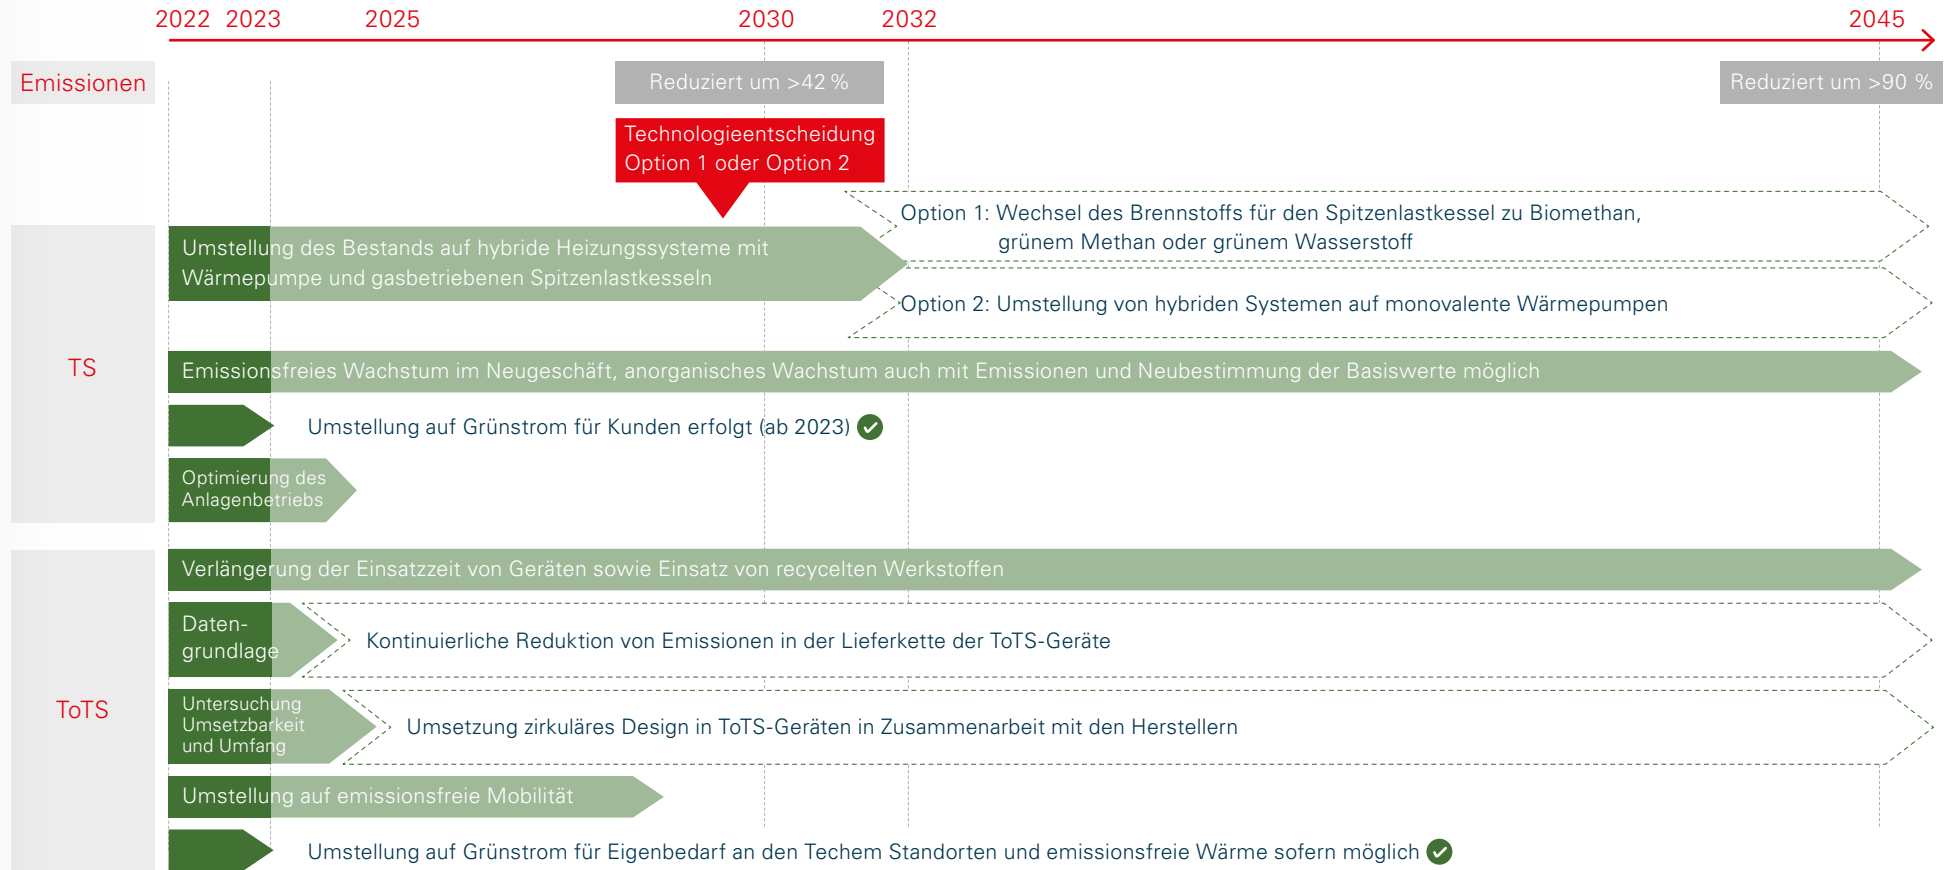 2022 2023 2025 2030 2032 2045
Emissionen
Reduziert um >42 %
Reduziert um >90 %
Technologieentscheidung
Option 1 oder Option 2
Option 1: Wechsel des Brennstoffs für den Spitzenlastkessel zu Biomethan,
grünem Methan oder grünem Wasserstoff
TS
Umstellung des Bestands auf hybride Heizungssysteme mit
Wärmepumpe und gasbetriebenen Spitzenlastkesseln
Option 2: Umstellung von hybriden Systemen auf monovalente Wärmepumpen
Emissionsfreies Wachstum im Neugeschäft, anorganisches Wachstum auch mit Emissionen und Neubestimmung der Basiswerte möglich
Umstellung auf Grünstrom für Kunden erfolgt (ab 2023)
Optimierung des
Anlagenbetriebs
ToTS
Verlängerung der Einsatzzeit von Geräten sowie Einsatz von recycelten Werkstoffen
Daten-
grundlage
Kontinuierliche Reduktion von Emissionen in der Lieferkette der ToTS-Geräte
Untersuchung
Umsetzbarkeit
und Umfang
Umsetzung zirkuläres Design in ToTS-Geräten in Zusammenarbeit mit den Herstellern
Umstellung auf emissionsfreie Mobilität
Umstellung auf Grünstrom für Eigenbedarf an den Techem Standorten und emissionsfreie Wärme sofern möglich